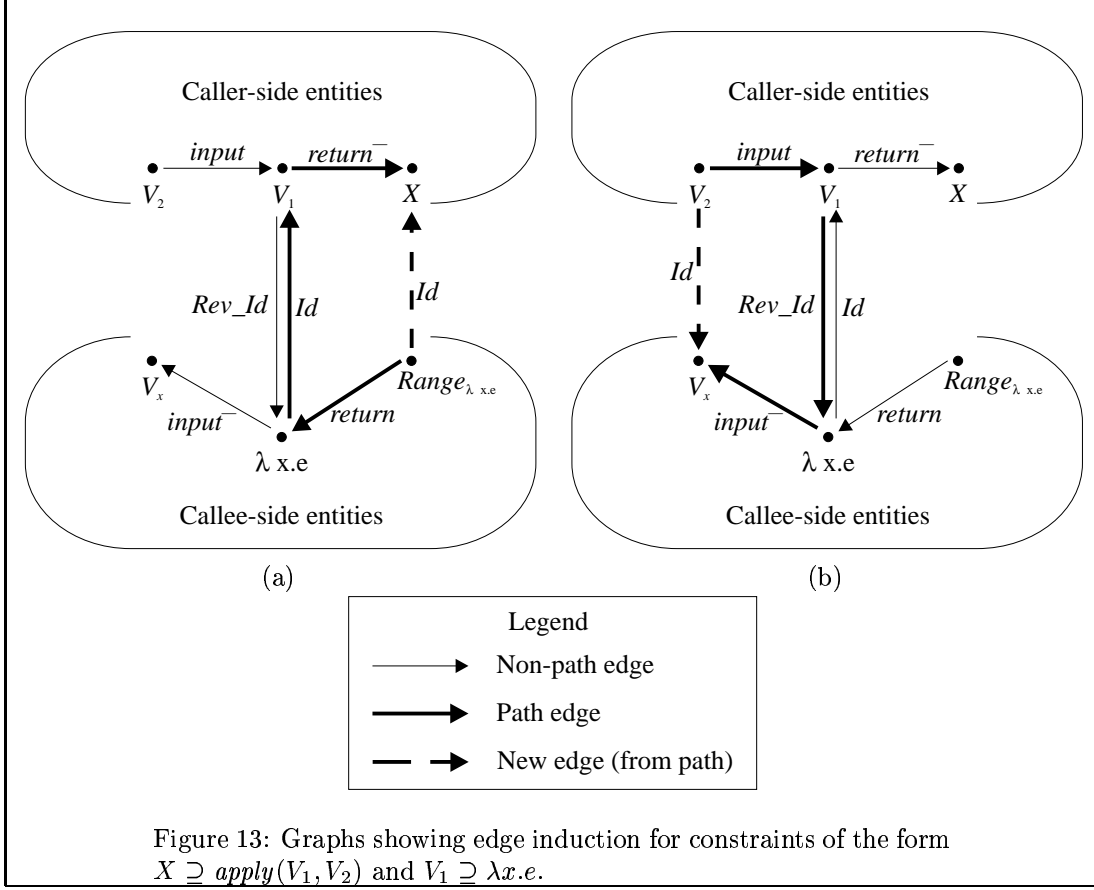 Caller-side entities
input
return¯
V₂
V₁
X
Rev_Id
Id
Id
Vₓ
Range_λ x.e
input¯
return
λ x.e
Callee-side entities
(a)
Caller-side entities
input
return¯
V₂
V₁
X
Id
Rev_Id
Id
Vₓ
Range_λ x.e
input¯
return
λ x.e
Callee-side entities
(b)
Legend
Non-path edge
Path edge
New edge (from path)
Figure 13: Graphs showing edge induction for constraints of the form
X ⊇ apply(V₁, V₂) and V₁ ⊇ λx.e.